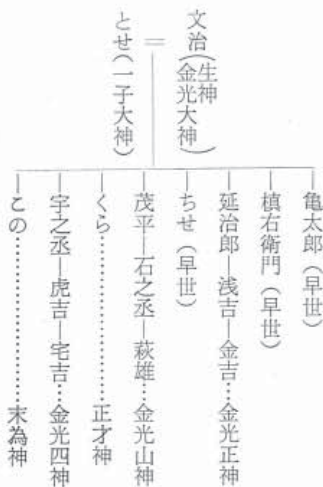 文治(生神金光大神)
とせ(一子大神)
亀太郎(早世)
槙右衛門(早世)
延治郎―浅吉―金吉…金光正神
ちせ(早世)
茂平―石之丞―萩雄…金光山神
くら…………………正才神
宇之丞―虎吉―宅吉…金光四神
この…………………末為神